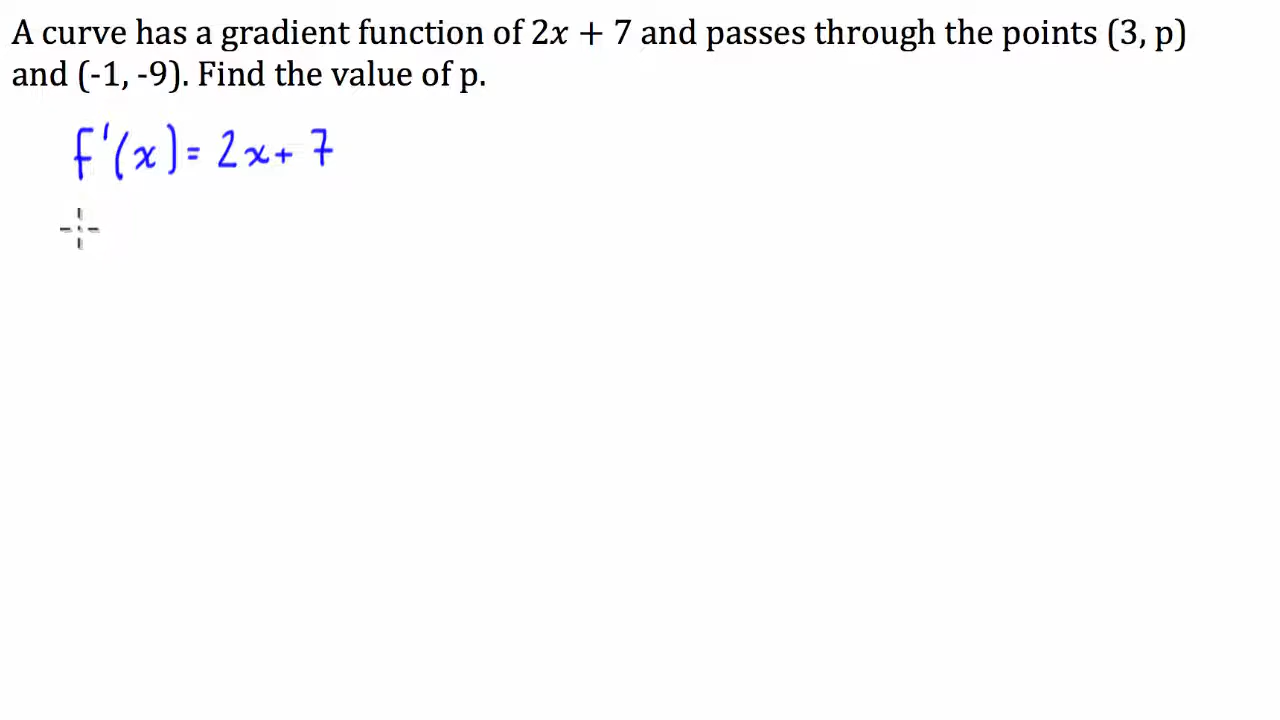 A curve has a gradient function of 2x + 7 and passes through the points (3, p)
and (-1, -9). Find the value of p.
f'(x) = 2x + 7